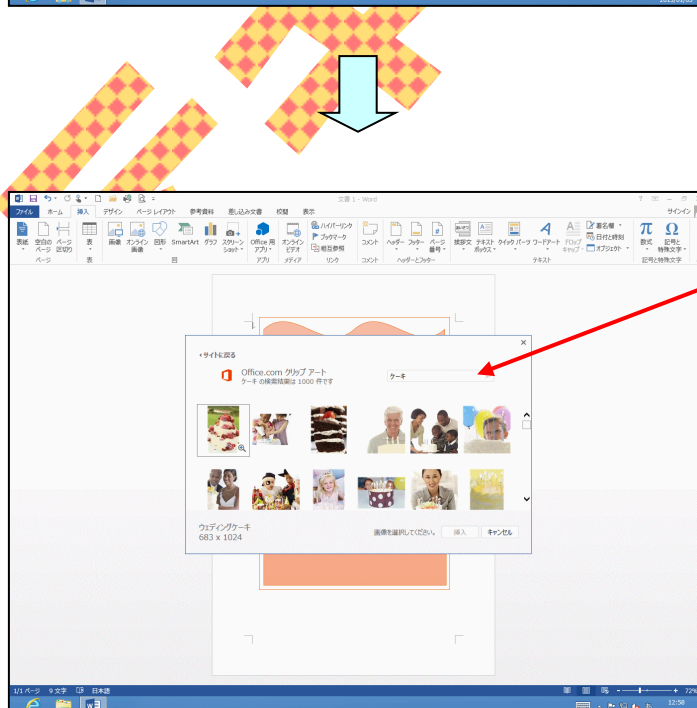 2013/01/05
文書 1 - Word
ファイル ホーム 挿入 デザイン ページ レイアウト 参考資料 差し込み文書 校閲 表示 サインイン
表紙 空白のページ ページ区切り 表 画像 オンライン画像 図形 SmartArt グラフ スクリーンショット Office 用アプリ オンラインビデオ ハイパーリンク ブックマーク 相互参照 コメント ヘッダー フッター ページ番号 挨拶文 テキストボックス クイック パーツ ワードアート ドロップキャップ 署名欄 日付と時刻 オブジェクト 数式 記号と特殊文字
ページ 表 図 アプリ メディア リンク コメント ヘッダーとフッター テキスト 記号と特殊文字
サイトに戻る
Office.com クリップ アート
ケーキ の検索結果は 1000 件です
ケーキ
ウェディングケーキ
683 x 1024
画像を選択してください。 挿入 キャンセル
1/1 ページ 9 文字 日本語 72%
12:58